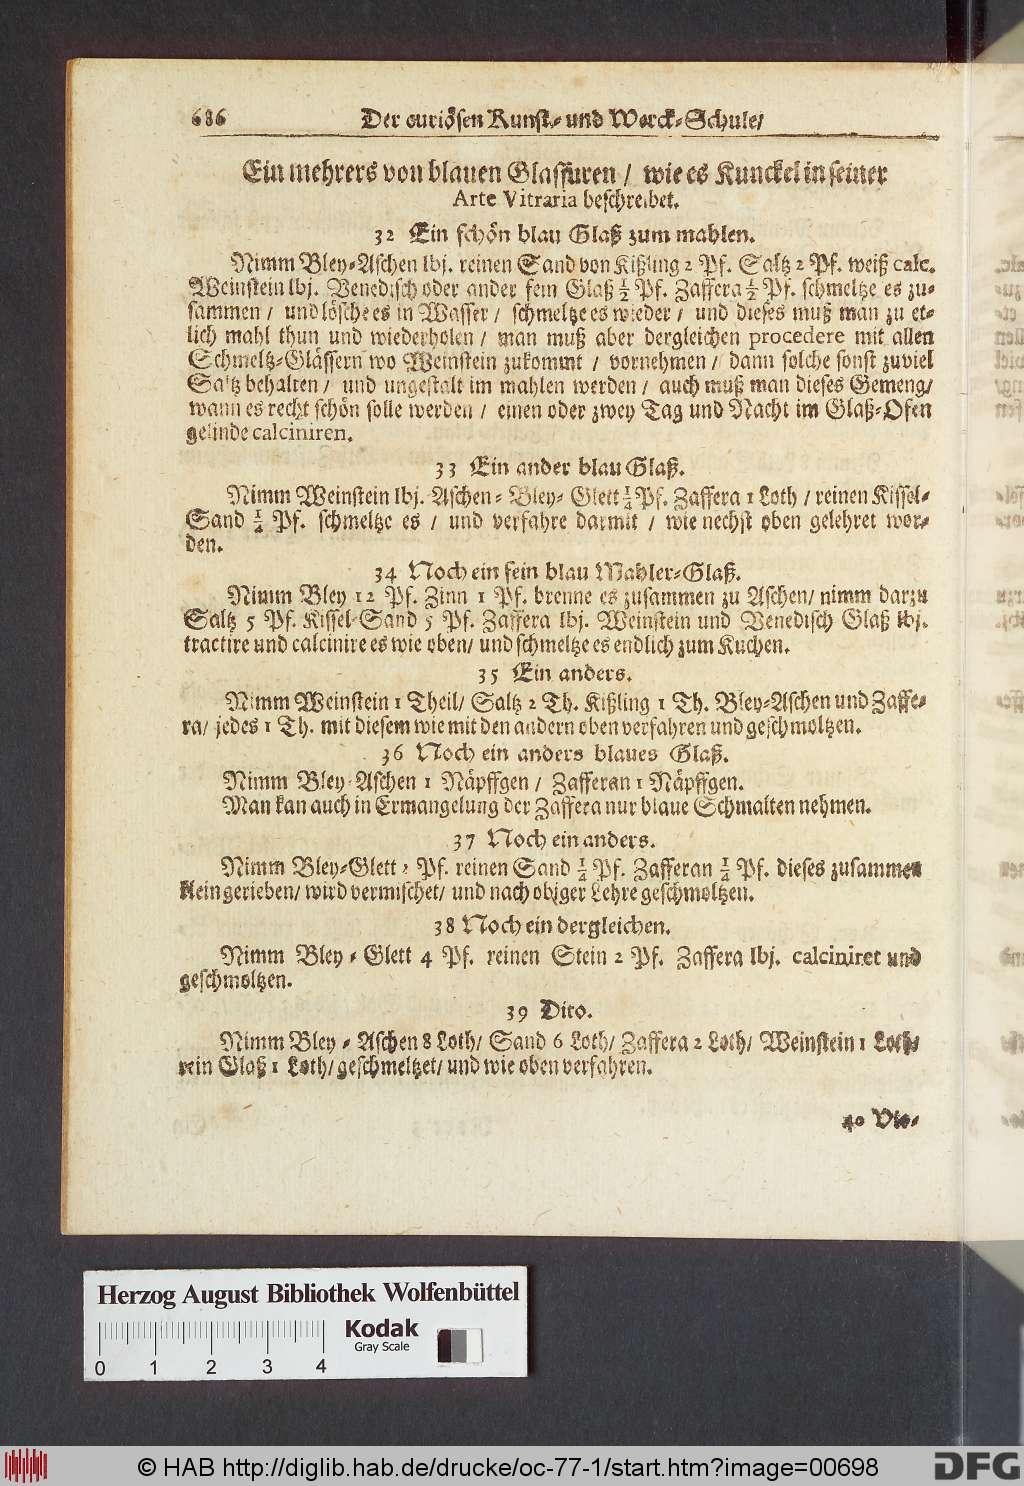 686 Der curiösen Kunst- und Werck-Schule/
Ein mehrers von blauen Glasfüren / wie es Kunckel in seiner
Arte Vitraria beschreibet.
32 Ein schön blau Glaß zum mahlen.
Nimm Bley-Aschen lbj. reinen Sand von Kißling 2 Pf. Saltz 2 Pf. weiß calc.
Weinstein lbj. Venedisch oder ander fein Glaß ½ Pf. Zaffera ½ Pf. schmeltze es zu-
sammen / und lösche es in Wasser / schmeltze es wieder / und dieses muß man zu et-
lich mahl thun und wiederholen / man muß aber dergleichen procedere mit allen
Schmeltz-Glässern wo Weinstein zukommt / vornehmen / dann solche sonst zuviel
Saltz behalten / und ungestalt im mahlen werden / auch muß man dieses Gemeng/
wann es recht schön solle werden / einen oder zwey Tag und Nacht im Glaß-Ofen
gelinde calciniren.
33 Ein ander blau Glaß.
Nimm Weinstein lbj. Aschen-Bley-Glett ¼ Pf. Zaffera 1 Loth / reinen Kissel-
Sand ¼ Pf. schmeltze es / und verfahre darmit / wie nechst oben gelehret wor-
den.
34 Noch ein fein blau Mahler-Glaß.
Nimm Bley 12 Pf. Zinn 1 Pf. brenne es zusammen zu Aschen/ nimm darzu
Saltz 5 Pf. Kissel-Sand 5 Pf. Zaffera lbj. Weinstein und Venedisch Glaß lbj.
tractire und calcinire es wie oben/ und schmeltze es endlich zum Kuchen.
35 Ein anders.
Nimm Weinstein 1 Theil/ Saltz 2 Th. Kißling 1 Th. Bley-Aschen und Zaffe-
ra/ jedes 1 Th. mit diesem wie mit den andern oben verfahren und geschmoltzen.
36 Noch ein anders blaues Glaß.
Nimm Bley-Aschen 1 Näpffgen / Zafferan 1 Näpffgen.
Man kan auch in Ermangelung der Zaffera nur blaue Schmalten nehmen.
37 Noch ein anders.
Nimm Bley-Glett 2 Pf. reinen Sand ¼ Pf. Zafferan ¼ Pf. dieses zusammen
klein gerieben/ wird vermischet/ und nach obiger Lehre geschmoltzen.
38 Noch ein dergleichen.
Nimm Bley-Glett 4 Pf. reinen Stein 2 Pf. Zaffera lbj. calciniret und
geschmoltzen.
39 Dito.
Nimm Bley-Aschen 8 Loth/ Sand 6 Loth/ Zaffera 2 Loth/ Weinstein 1 Loth/
rein Glaß 1 Loth/ geschmeltzet/ und wie oben verfahren.
40 Vie-
Herzog August Bibliothek Wolfenbüttel
Kodak
Gray Scale
0 1 2 3 4
© HAB http://diglib.hab.de/drucke/oc-77-1/start.htm?image=00698
DFG